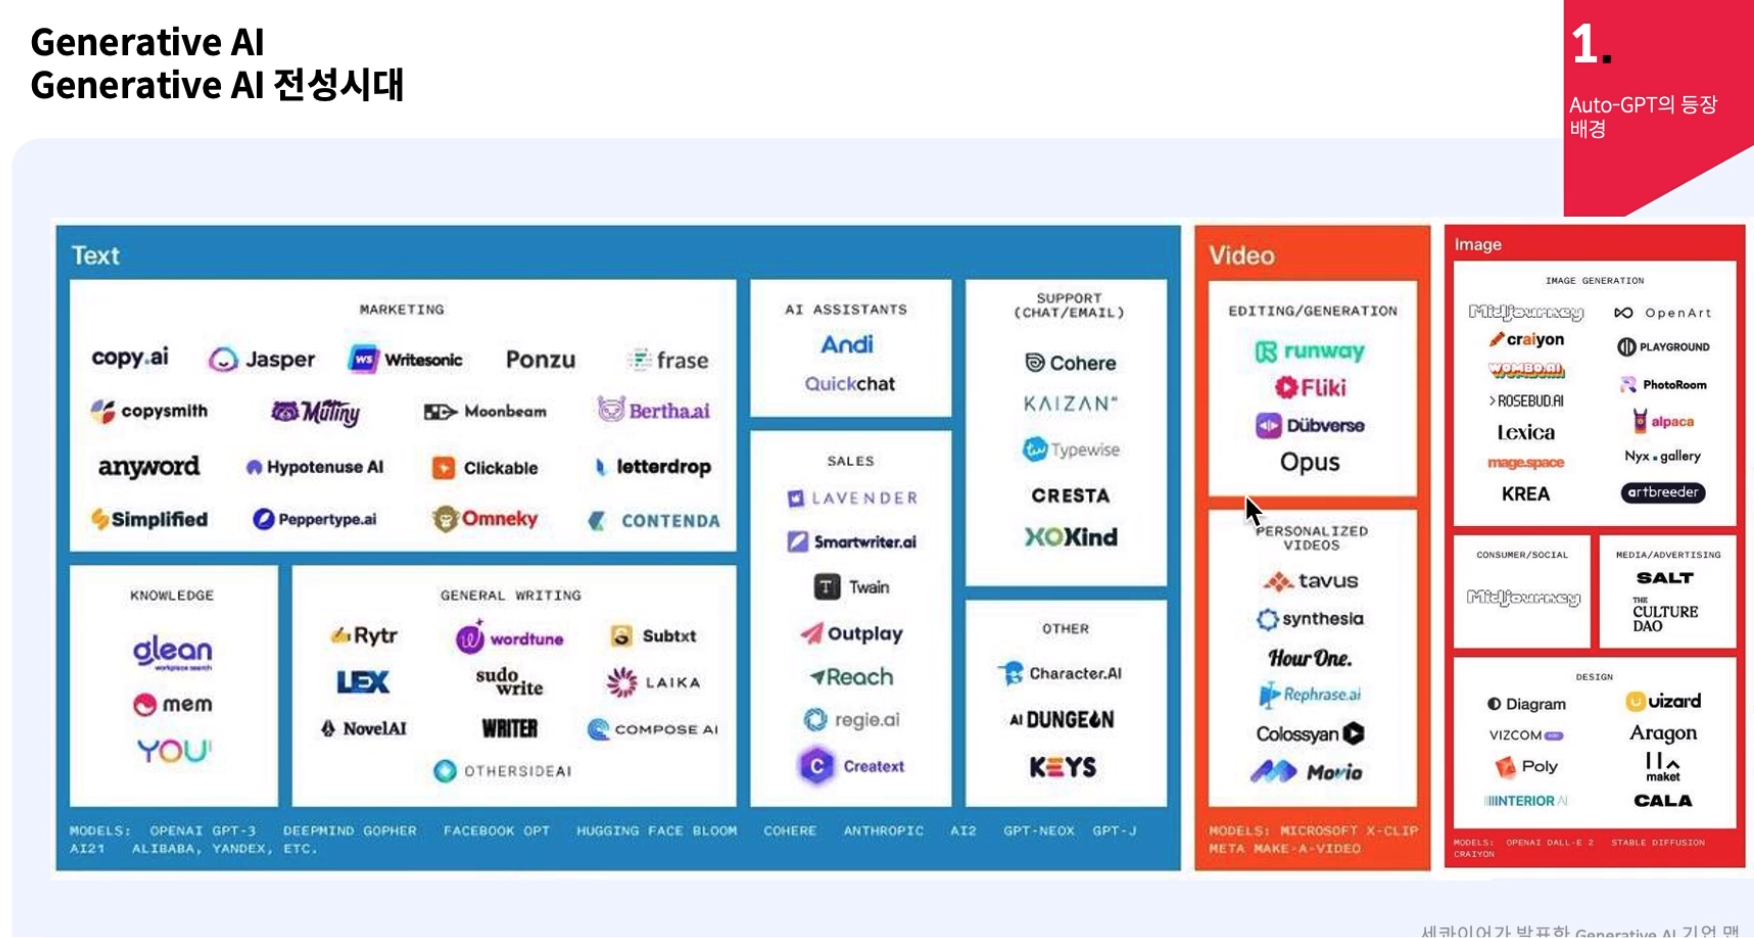 Generative AI
Generative AI 전성시대
1.
Auto-GPT의 등장
배경
Text
MARKETING
copy.ai Jasper ws Writesonic Ponzu frase
copysmith Mutiny Moonbeam Bertha.ai
anyword Hypotenuse AI Clickable letterdrop
Simplified Peppertype.ai Omneky CONTENDA
KNOWLEDGE
glean
workplace search
mem
YOU
GENERAL WRITING
Rytr wordtune Subtxt
LEX sudo write LAIKA
NovelAI WRITER COMPOSE AI
OTHERSIDEAI
AI ASSISTANTS
Andi
Quickchat
SALES
LAVENDER
Smartwriter.ai
T Twain
Outplay
Reach
regie.ai
C Creatext
SUPPORT
(CHAT/EMAIL)
Cohere
KAIZAN
tw Typewise
CRESTA
XOKind
OTHER
Character.AI
AI DUNGEON
KEYS
MODELS: OPENAI GPT-3 DEEPMIND GOPHER FACEBOOK OPT HUGGING FACE BLOOM COHERE ANTHROPIC AI2 GPT-NEOX GPT-J
AI21 ALIBABA, YANDEX, ETC.
Video
EDITING/GENERATION
runway
Fliki
Dübverse
Opus
PERSONALIZED
VIDEOS
tavus
synthesia
Hour One.
Rephrase.ai
Colossyan
Movio
MODELS: MICROSOFT X-CLIP
META MAKE-A-VIDEO
Image
IMAGE GENERATION
Midjourney OpenArt
craiyon PLAYGROUND
WOMBO.AI PhotoRoom
ROSEBUD.AI alpaca
Lexica Nyx.gallery
mage.space artbreeder
KREA
CONSUMER/SOCIAL
Midjourney
MEDIA/ADVERTISING
SALT
THE
CULTURE
DAO
DESIGN
Diagram uizard
VIZCOM Aragon
Poly maket
INTERIOR AI CALA
MODELS: OPENAI DALL-E 2 STABLE DIFFUSION
CRAIYON
세콰이어가 발표한 Generative AI 기업 맵